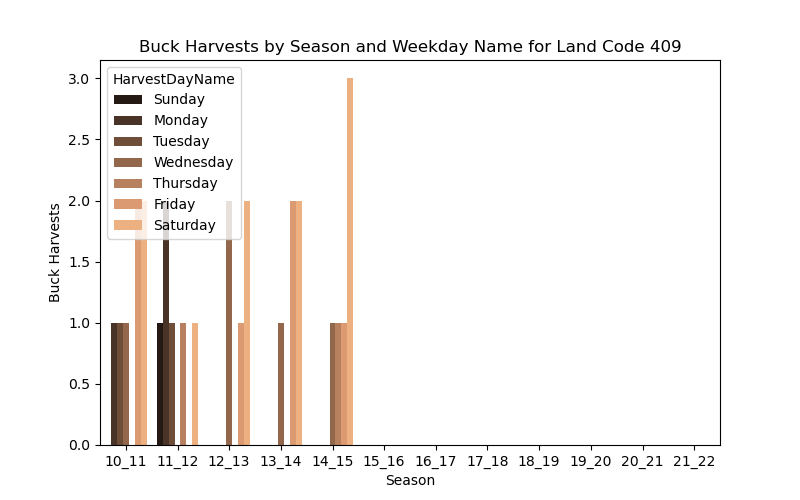 Buck Harvests by Season and Weekday Name for Land Code 409
HarvestDayName
Sunday
Monday
Tuesday
Wednesday
Thursday
Friday
Saturday
Buck Harvests
3.0
2.5
2.0
1.5
1.0
0.5
0.0
10_11 11_12 12_13 13_14 14_15 15_16 16_17 17_18 18_19 19_20 20_21 21_22
Season